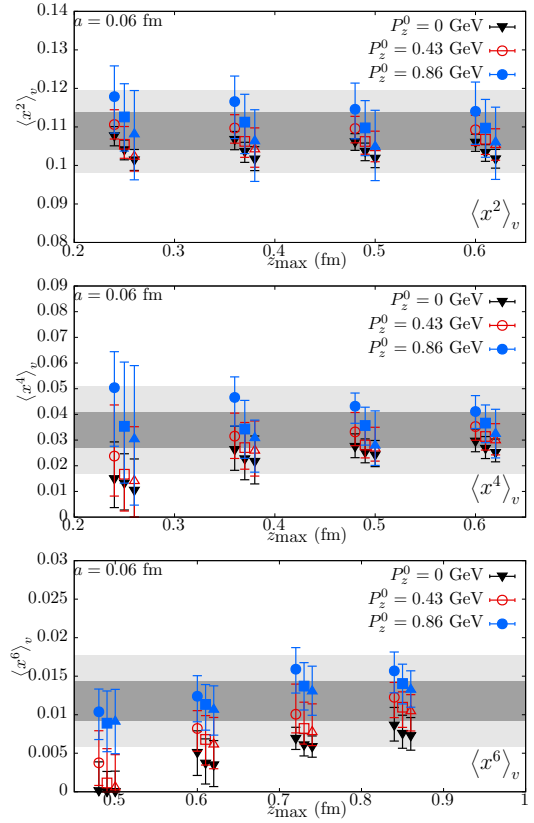 0.14
a = 0.06 fm
P_z^0 = 0 GeV
0.13
P_z^0 = 0.43 GeV
P_z^0 = 0.86 GeV
0.12
⟨x²⟩_v
0.11
0.1
0.09
⟨x²⟩_v
0.08
0.2 0.3 0.4 0.5 0.6
z_max (fm)
0.09
a = 0.06 fm
P_z^0 = 0 GeV
0.08
P_z^0 = 0.43 GeV
0.07
P_z^0 = 0.86 GeV
0.06
⟨x⁴⟩_v
0.05
0.04
0.03
0.02
0.01
⟨x⁴⟩_v
0
0.2 0.3 0.4 0.5 0.6
z_max (fm)
0.03
a = 0.06 fm
P_z^0 = 0 GeV
0.025
P_z^0 = 0.43 GeV
P_z^0 = 0.86 GeV
0.02
⟨x⁶⟩_v
0.015
0.01
0.005
⟨x⁶⟩_v
0
0.5 0.6 0.7 0.8 0.9 1
z_max (fm)